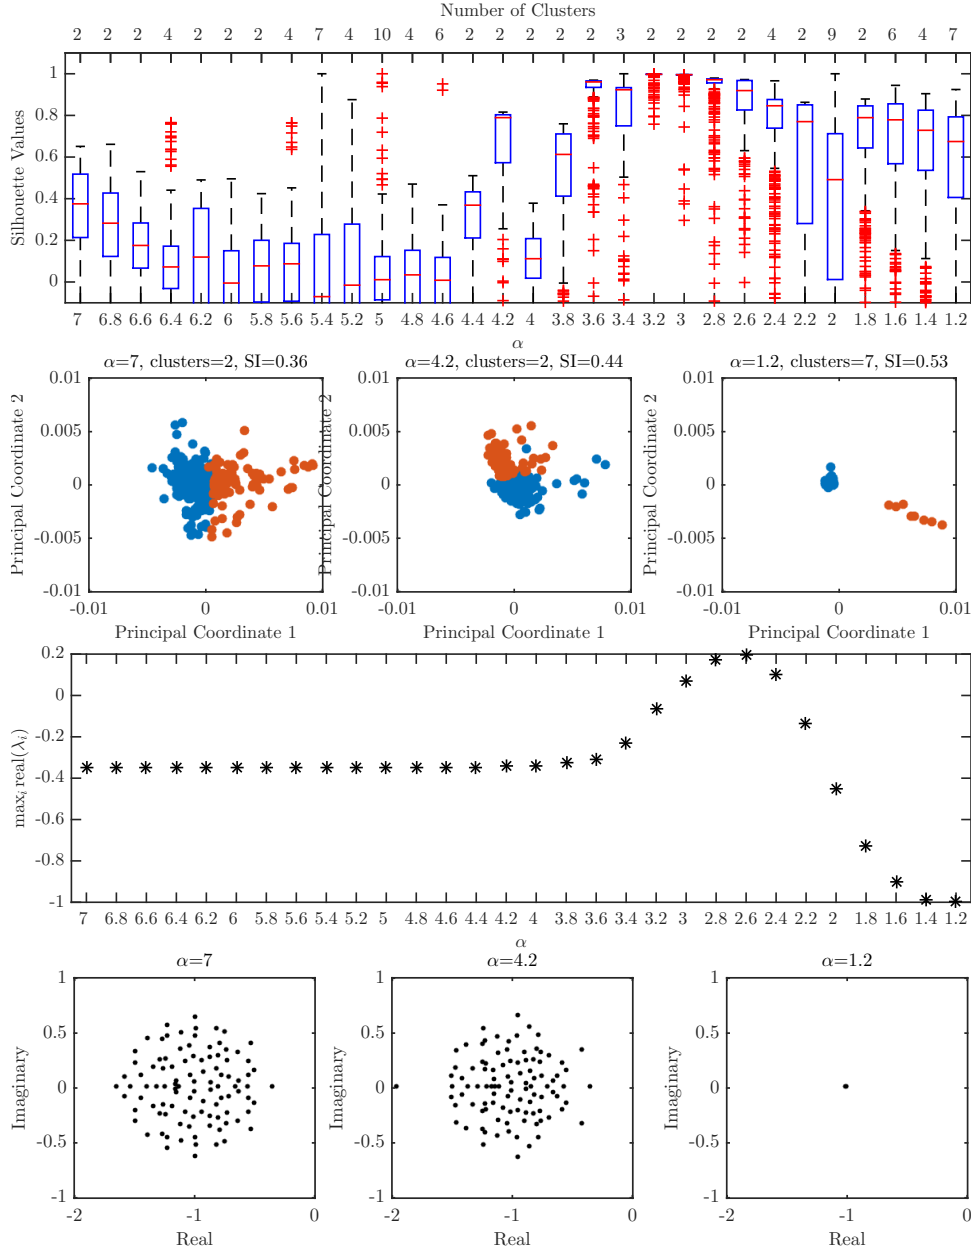 Number of Clusters
2 2 2 4 2 2 2 2 7 4 10 4 6 2 2 2 2 2 3 2 2 2 2 4 2 9 2 6 4 7
Sillhouette Values
1
0.8
0.6
0.4
0.2
0
7 6.8 6.6 6.4 6.2 6 5.8 5.6 5.4 5.2 5 4.8 4.6 4.4 4.2 4 3.8 3.6 3.4 3.2 3 2.8 2.6 2.4 2.2 2 1.8 1.6 1.4 1.2
α
α=7, clusters=2, SI=0.36
Principal Coordinate 2
0.01
0.005
0
-0.005
-0.01
-0.01 0 0.01
Principal Coordinate 1
α=4.2, clusters=2, SI=0.44
Principal Coordinate 2
0.01
0.005
0
-0.005
-0.01
-0.01 0 0.01
Principal Coordinate 1
α=1.2, clusters=7, SI=0.53
Principal Coordinate 2
0.01
0.005
0
-0.005
-0.01
-0.01 0 0.01
Principal Coordinate 1
max_i real(λ_i)
0.2
0
-0.2
-0.4
-0.6
-0.8
-1
7 6.8 6.6 6.4 6.2 6 5.8 5.6 5.4 5.2 5 4.8 4.6 4.4 4.2 4 3.8 3.6 3.4 3.2 3 2.8 2.6 2.4 2.2 2 1.8 1.6 1.4 1.2
α
α=7
Imaginary
1
0.5
0
-0.5
-1
-2 -1 0
Real
α=4.2
Imaginary
1
0.5
0
-0.5
-1
-2 -1 0
Real
α=1.2
Imaginary
1
0.5
0
-0.5
-1
-2 -1 0
Real